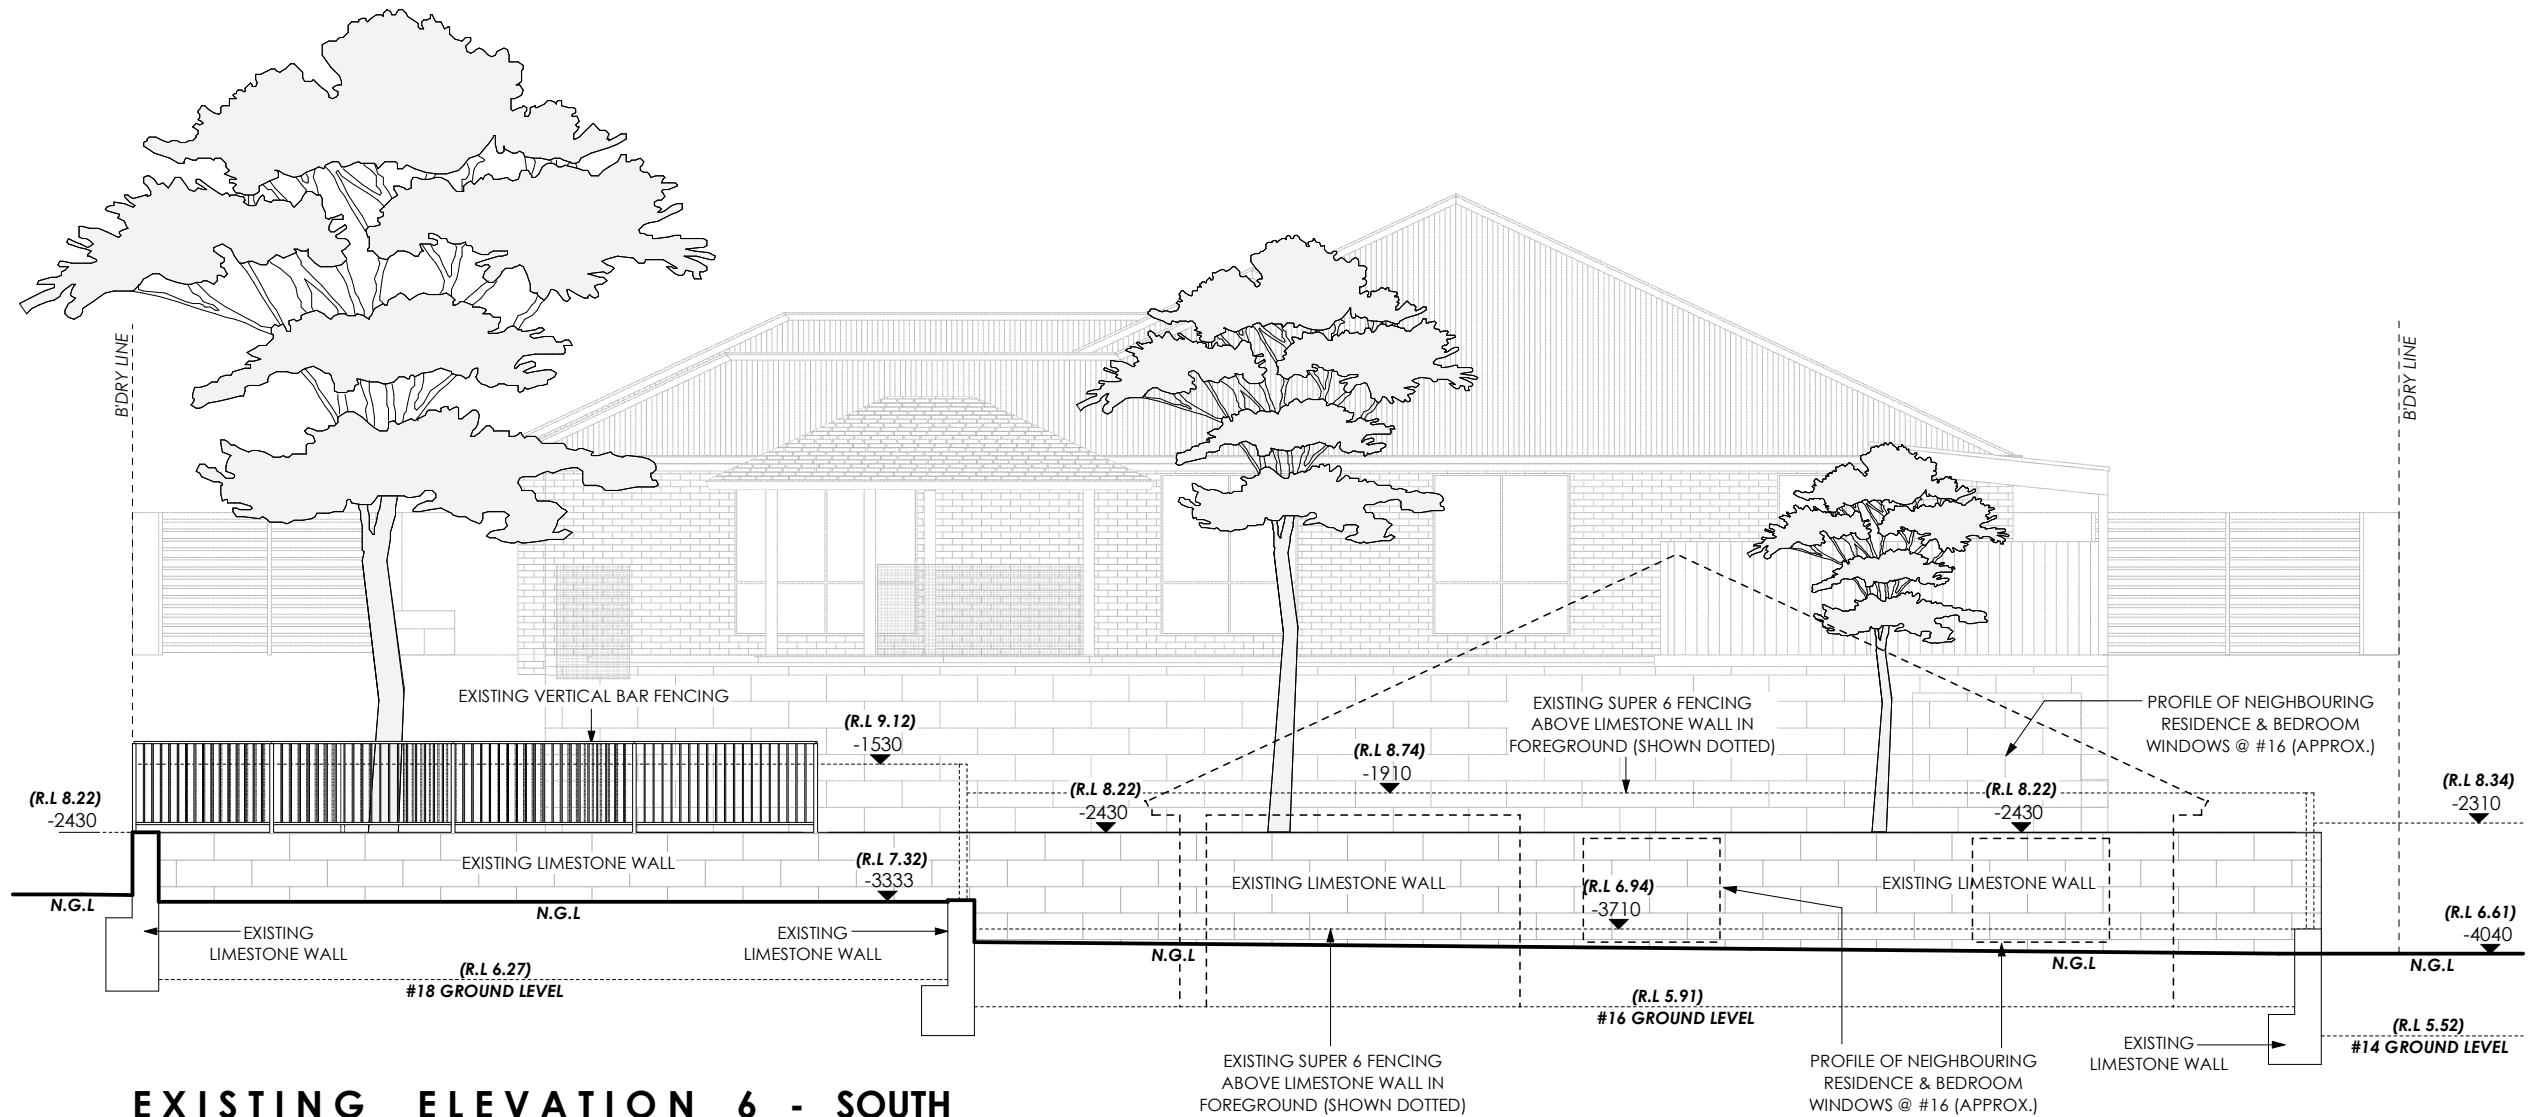 B'DRY LINE
B'DRY LINE
EXISTING VERTICAL BAR FENCING
(R.L 9.12)
-1530
EXISTING SUPER 6 FENCING
ABOVE LIMESTONE WALL IN
FOREGROUND (SHOWN DOTTED)
PROFILE OF NEIGHBOURING
RESIDENCE & BEDROOM
WINDOWS @ #16 (APPROX.)
(R.L 8.74)
-1910
(R.L 8.22)
-2430
(R.L 8.22)
-2430
(R.L 8.22)
-2430
(R.L 8.34)
-2310
EXISTING LIMESTONE WALL
(R.L 7.32)
-3333
EXISTING LIMESTONE WALL
(R.L 6.94)
-3710
EXISTING LIMESTONE WALL
(R.L 6.61)
-4040
N.G.L
N.G.L
N.G.L
N.G.L
N.G.L
EXISTING
LIMESTONE WALL
EXISTING
LIMESTONE WALL
(R.L 6.27)
#18 GROUND LEVEL
(R.L 5.91)
#16 GROUND LEVEL
(R.L 5.52)
#14 GROUND LEVEL
EXISTING
LIMESTONE WALL
EXISTING SUPER 6 FENCING
ABOVE LIMESTONE WALL IN
FOREGROUND (SHOWN DOTTED)
PROFILE OF NEIGHBOURING
RESIDENCE & BEDROOM
WINDOWS @ #16 (APPROX.)
EXISTING ELEVATION 6 - SOUTH